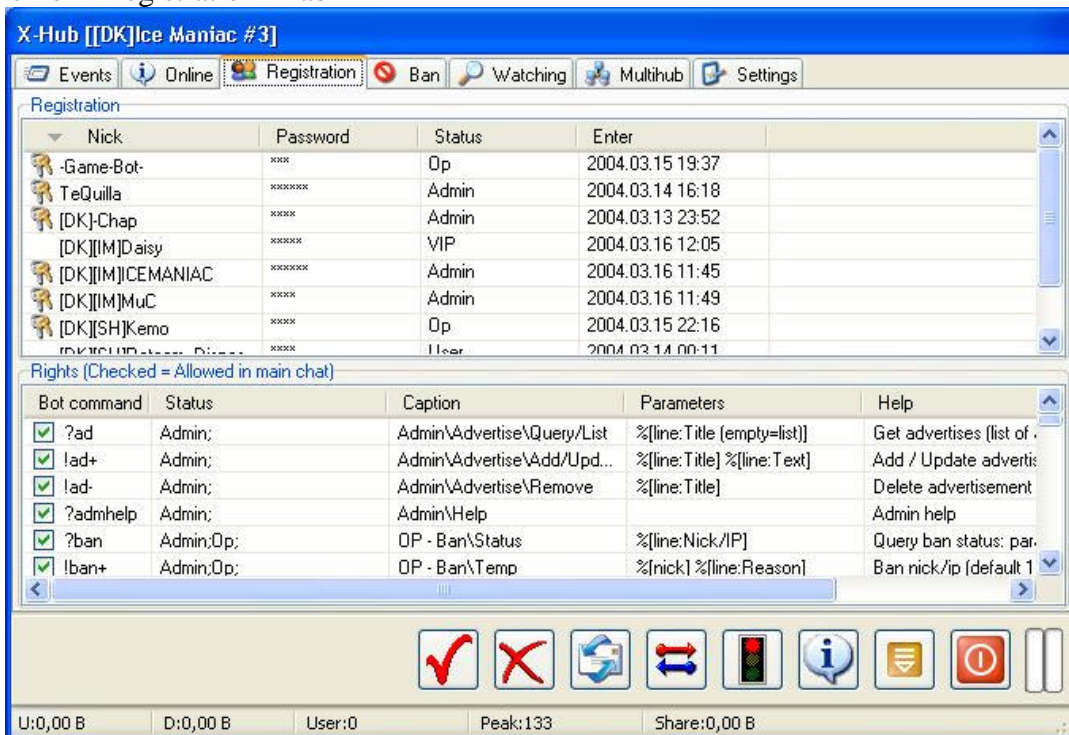 X-Hub [[DK]Ice Maniac #3]
Events Online Registration Ban Watching Multihub Settings
Registration
Nick Password Status Enter
-Game-Bot- *** Op 2004.03.15 19:37
TeQuilla ****** Admin 2004.03.14 16:18
[DK]-Chap **** Admin 2004.03.13 23:52
[DK][IM]Daisy ***** VIP 2004.03.16 12:05
[DK][IM]ICEMANIAC ****** Admin 2004.03.16 11:45
[DK][IM]MuC **** Admin 2004.03.16 11:49
[DK][SH]Kemo **** Op 2004.03.15 22:16
**** User 2004.03.14 00:11
Rights (Checked = Allowed in main chat)
Bot command Status Caption Parameters Help
?ad Admin; Admin\Advertise\Query/List %[line:Title (empty=list)] Get advertises (list of
!ad+ Admin; Admin\Advertise\Add/Upd... %[line:Title] %[line:Text] Add / Update advertis
!ad- Admin; Admin\Advertise\Remove %[line:Title] Delete advertisement
?admhelp Admin; Admin\Help Admin help
?ban Admin;Op; OP - Ban\Status %[line:Nick/IP] Query ban status:
!ban+ Admin;Op; OP - Ban\Temp %[nick] %[line:Reason] Ban nick/ip (default 1
U:0,00 B D:0,00 B User:0 Peak:133 Share:0,00 B